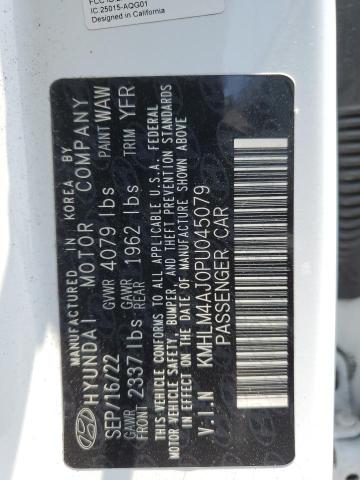 FCC ID:
IC 25015-AQG01
Designed in California
MANUFACTURED IN KOREA BY
HYUNDAI MOTOR COMPANY
SEP/16/22 GVWR 4079 lbs PAINT WAW
GAWR FRONT 2337 lbs GAWR REAR 1962 lbs TRIM YFR
THIS VEHICLE CONFORMS TO ALL APPLICABLE U.S.A. FEDERAL
MOTOR VEHICLE SAFETY, BUMPER, AND THEFT PREVENTION STANDARDS
IN EFFECT ON THE DATE OF MANUFACTURE SHOWN ABOVE
V.I.N KMHLM4AJ0PU045079
PASSENGER CAR